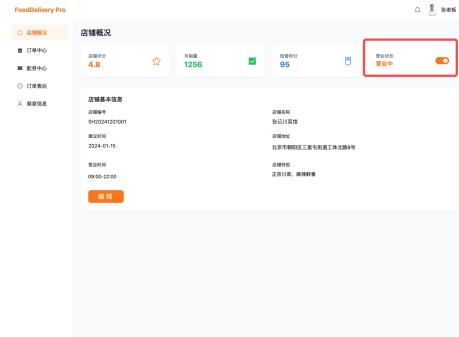 FoodDelivery Pro
张老板
店铺概况
订单中心
配券中心
订单售后
商家信息
店铺概况
店铺评分
4.8
月销量
1256
信誉积分
95
营业状态
营业中
店铺基本信息
店铺编号
SH20241201001
店铺名称
张记川菜馆
建立时间
2024-01-15
店铺地址
北京市朝阳区三里屯街道工体北路8号
营业时间
09:00-22:00
店铺特色
正宗川菜，麻辣鲜香
编 辑